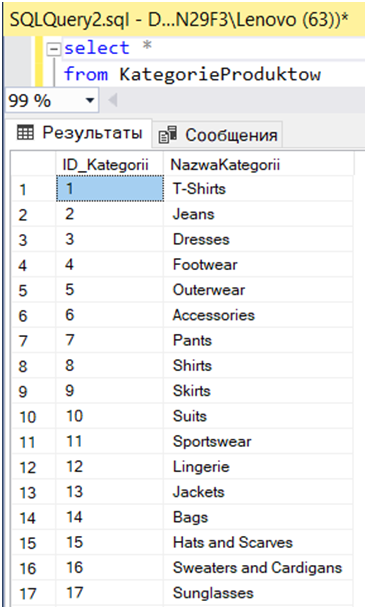 SQLQuery2.sql - D...N29F3\Lenovo (63))*
select *
from KategorieProduktow
99 %
Результаты Сообщения
ID_Kategorii NazwaKategorii
1 1 T-Shirts
2 2 Jeans
3 3 Dresses
4 4 Footwear
5 5 Outerwear
6 6 Accessories
7 7 Pants
8 8 Shirts
9 9 Skirts
10 10 Suits
11 11 Sportswear
12 12 Lingerie
13 13 Jackets
14 14 Bags
15 15 Hats and Scarves
16 16 Sweaters and Cardigans
17 17 Sunglasses